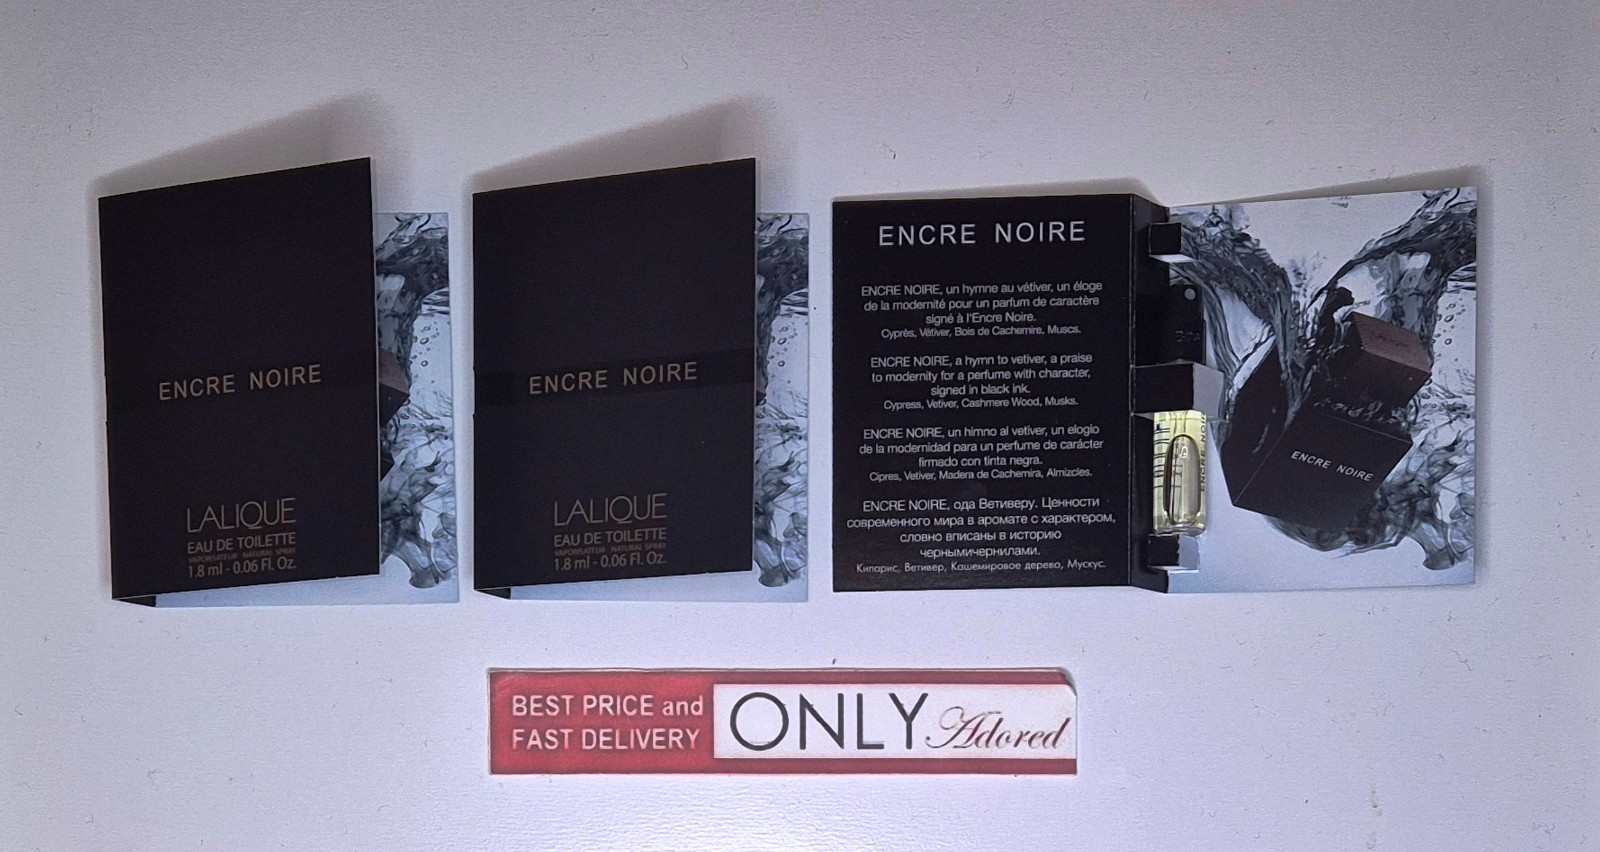 ENCRE NOIRE
LALIQUE
EAU DE TOILETTE
VAPORISATEUR NATURAL SPRAY
1.8 ml - 0.06 Fl. Oz.
ENCRE NOIRE
LALIQUE
EAU DE TOILETTE
VAPORISATEUR NATURAL SPRAY
1.8 ml - 0.06 Fl. Oz.
ENCRE NOIRE
ENCRE NOIRE, un hymne au vétiver, un éloge
de la modernité pour un parfum de caractère
signé à l'Encre Noire.
Cyprès, Vétiver, Bois de Cachemire, Muscs.
ENCRE NOIRE, a hymn to vetiver, a praise
to modernity for a perfume with character,
signed in black ink.
Cypress, Vetiver, Cashmere Wood, Musks.
ENCRE NOIRE, un himno al vetiver, un elogio
de la modernidad para un perfume de carácter
firmado con tinta negra.
Cipres, Vetiver, Madera de Cachemira, Almizcles.
ENCRE NOIRE, ода Ветиверу. Ценности
современного мира в аромате с характером,
словно вписаны в историю
чернымичернилами.
Кипарис, Ветивер, Кашемировое дерево, Мускус.
ENCRE NOIRE
ENCRE NOIRE
BEST PRICE and
FAST DELIVERY
ONLY Adored